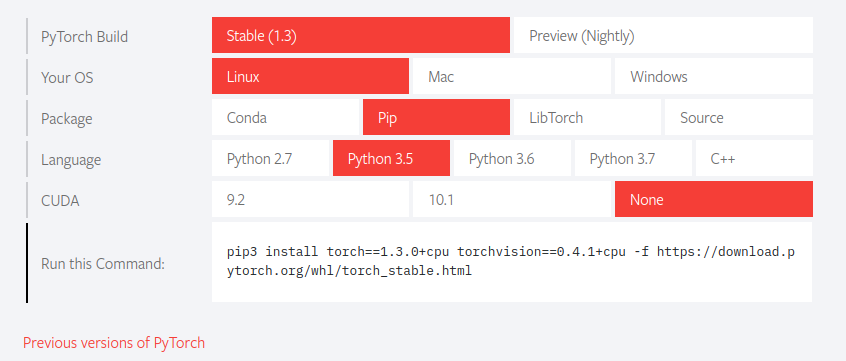 PyTorch Build Stable (1.3) Preview (Nightly)
Your OS Linux Mac Windows
Package Conda Pip LibTorch Source
Language Python 2.7 Python 3.5 Python 3.6 Python 3.7 C++
CUDA 9.2 10.1 None
Run this Command: pip3 install torch==1.3.0+cpu torchvision==0.4.1+cpu -f https://download.p
ytorch.org/whl/torch_stable.html
Previous versions of PyTorch